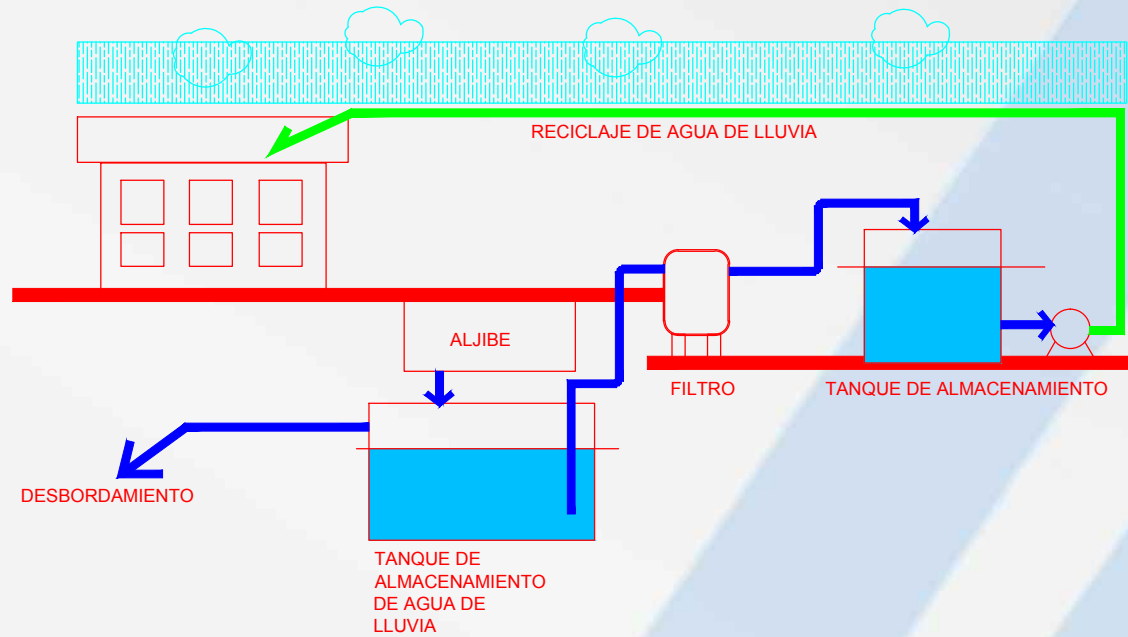 RECICLAJE DE AGUA DE LLUVIA
ALJIBE
FILTRO
TANQUE DE ALMACENAMIENTO
DESBORDAMIENTO
TANQUE DE
ALMACENAMIENTO
DE AGUA DE
LLUVIA